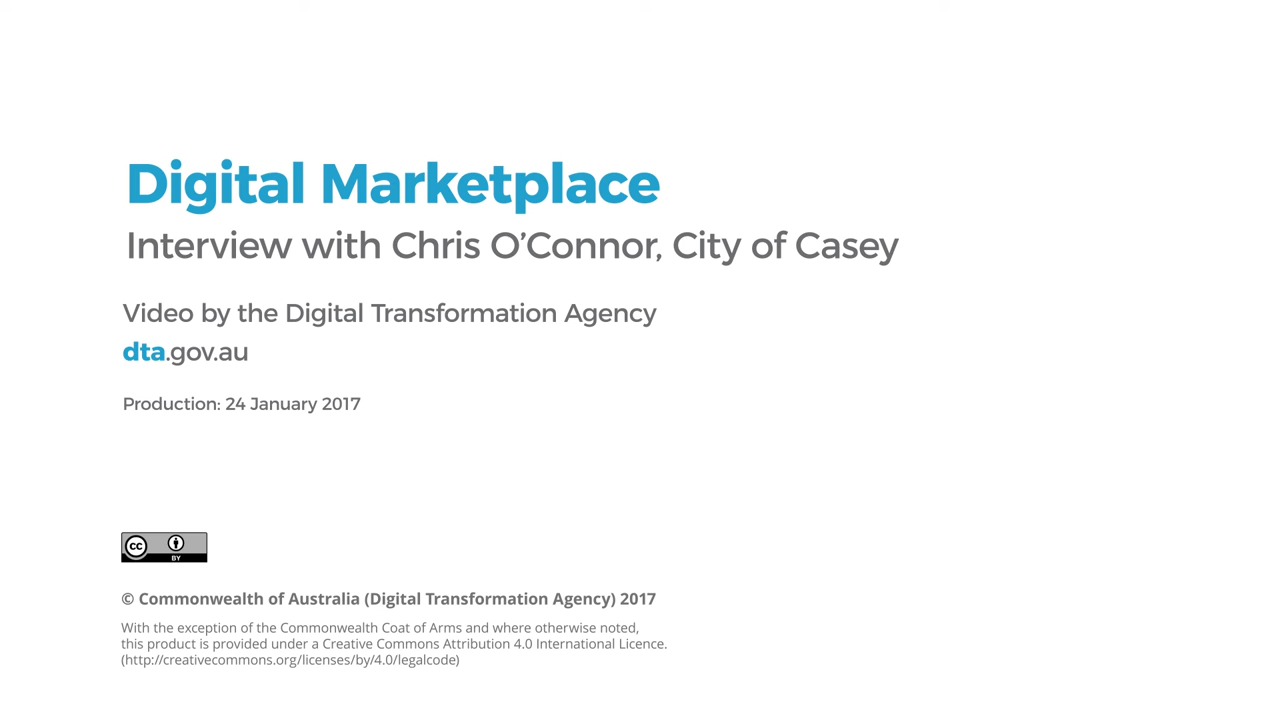 Digital Marketplace
Interview with Chris O’Connor, City of Casey
Video by the Digital Transformation Agency
dta.gov.au
Production: 24 January 2017
cc
BY
© Commonwealth of Australia (Digital Transformation Agency) 2017
With the exception of the Commonwealth Coat of Arms and where otherwise noted,
this product is provided under a Creative Commons Attribution 4.0 International Licence.
(http://creativecommons.org/licenses/by/4.0/legalcode)